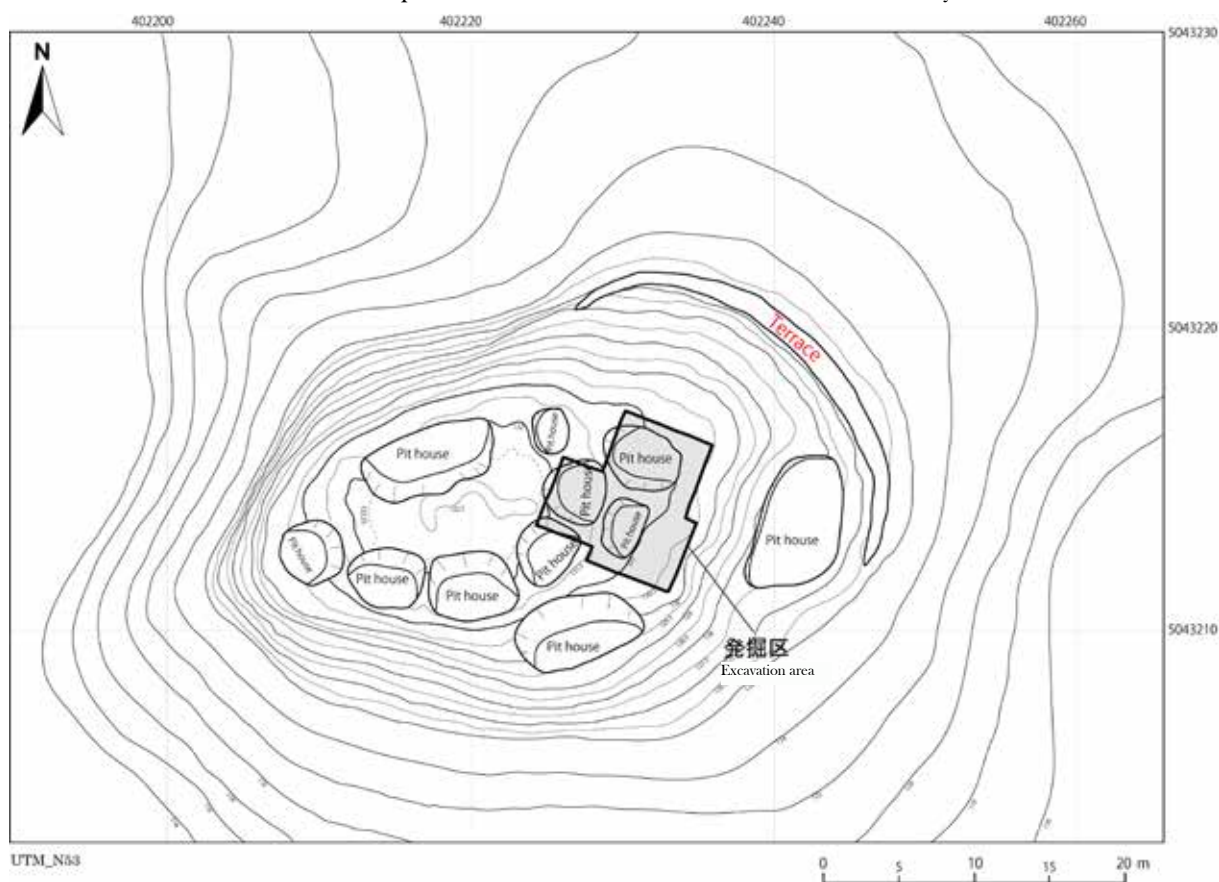 402200 402220 402240 402260
5043230
N
5043220
Terrace
Pit house
Pit house
Pit house
Pit house
Pit house
Pit house
Pit house
Pit house
Pit house
Pit house
Pit house
5043210
発掘区
Excavation area
UTM_N53
0 5 10 15 20 m